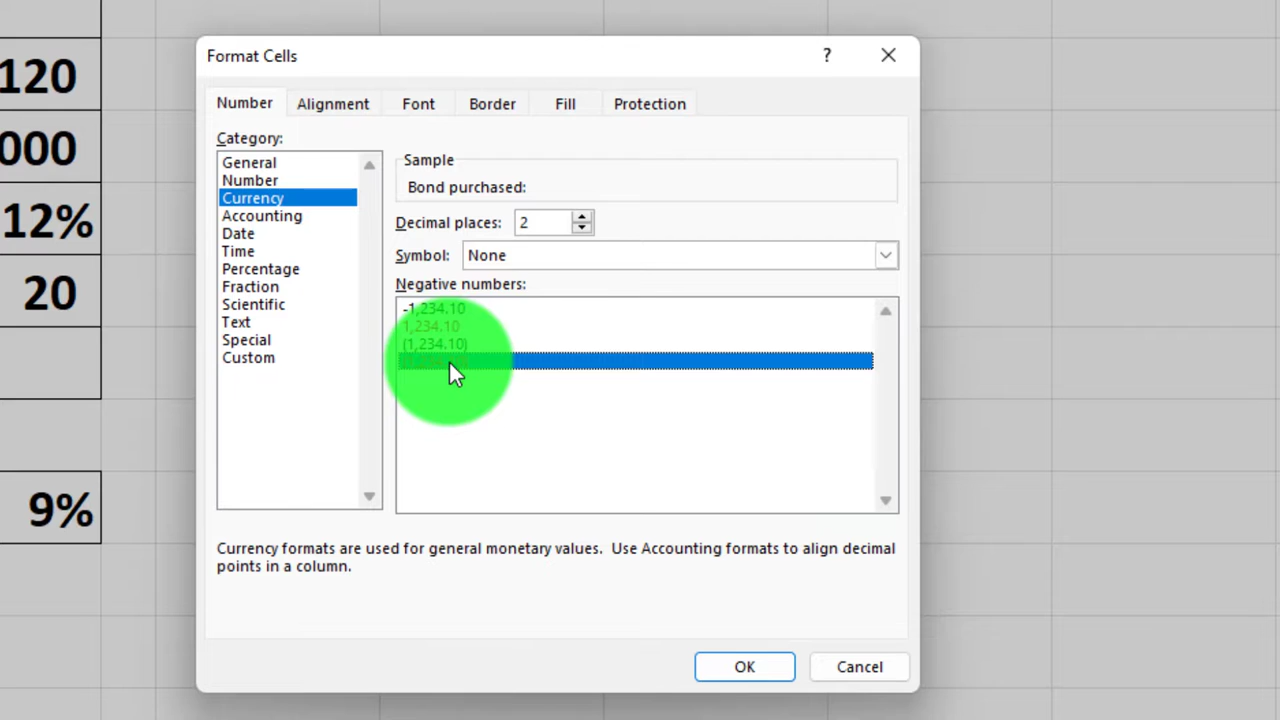 Format Cells
?
120
000
12%
20
9%
Number Alignment Font Border Fill Protection
Category:
General
Number
Currency
Accounting
Date
Time
Percentage
Fraction
Scientific
Text
Special
Custom
Sample
Bond purchased:
Decimal places: 2
Symbol: None
Negative numbers:
-1,234.10
1,234.10
(1,234.10)
Currency formats are used for general monetary values. Use Accounting formats to align decimal
points in a column.
OK Cancel